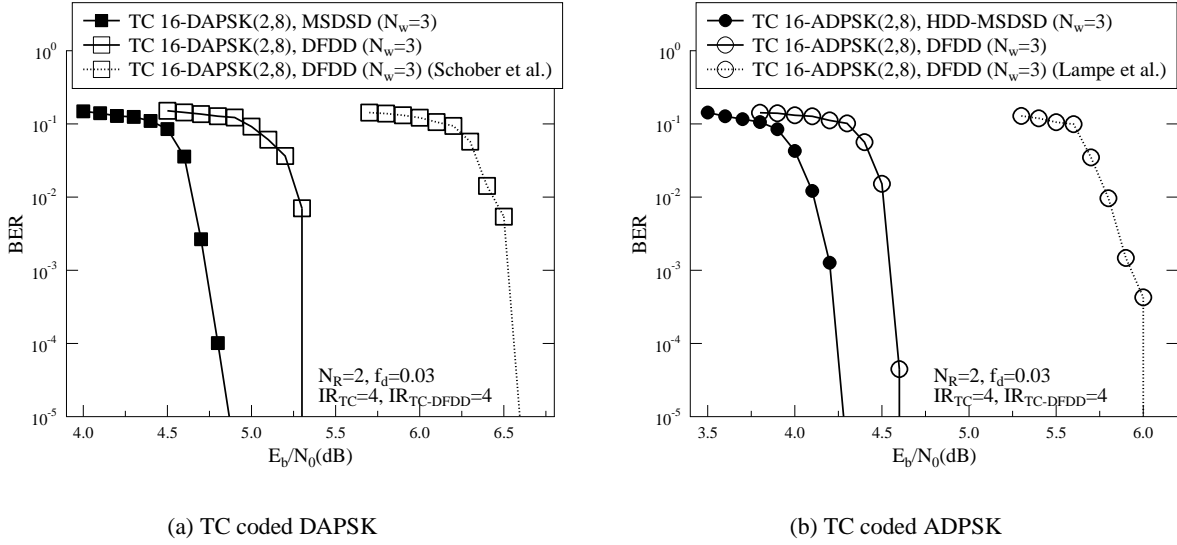 TC 16-DAPSK(2,8), MSDSD (N_w=3)
TC 16-DAPSK(2,8), DFDD (N_w=3)
TC 16-DAPSK(2,8), DFDD (N_w=3) (Schober et al.)
10^0
10^-1
10^-2
10^-3
10^-4
10^-5
BER
N_R=2, f_d=0.03
IR_TC=4, IR_TC-DFDD=4
4.0 4.5 5.0 5.5 6.0 6.5
E_b/N_0(dB)
(a) TC coded DAPSK
TC 16-ADPSK(2,8), HDD-MSDSD (N_w=3)
TC 16-ADPSK(2,8), DFDD (N_w=3)
TC 16-ADPSK(2,8), DFDD (N_w=3) (Lampe et al.)
10^0
10^-1
10^-2
10^-3
10^-4
10^-5
BER
N_R=2, f_d=0.03
IR_TC=4, IR_TC-DFDD=4
3.5 4.0 4.5 5.0 5.5 6.0
E_b/N_0(dB)
(b) TC coded ADPSK